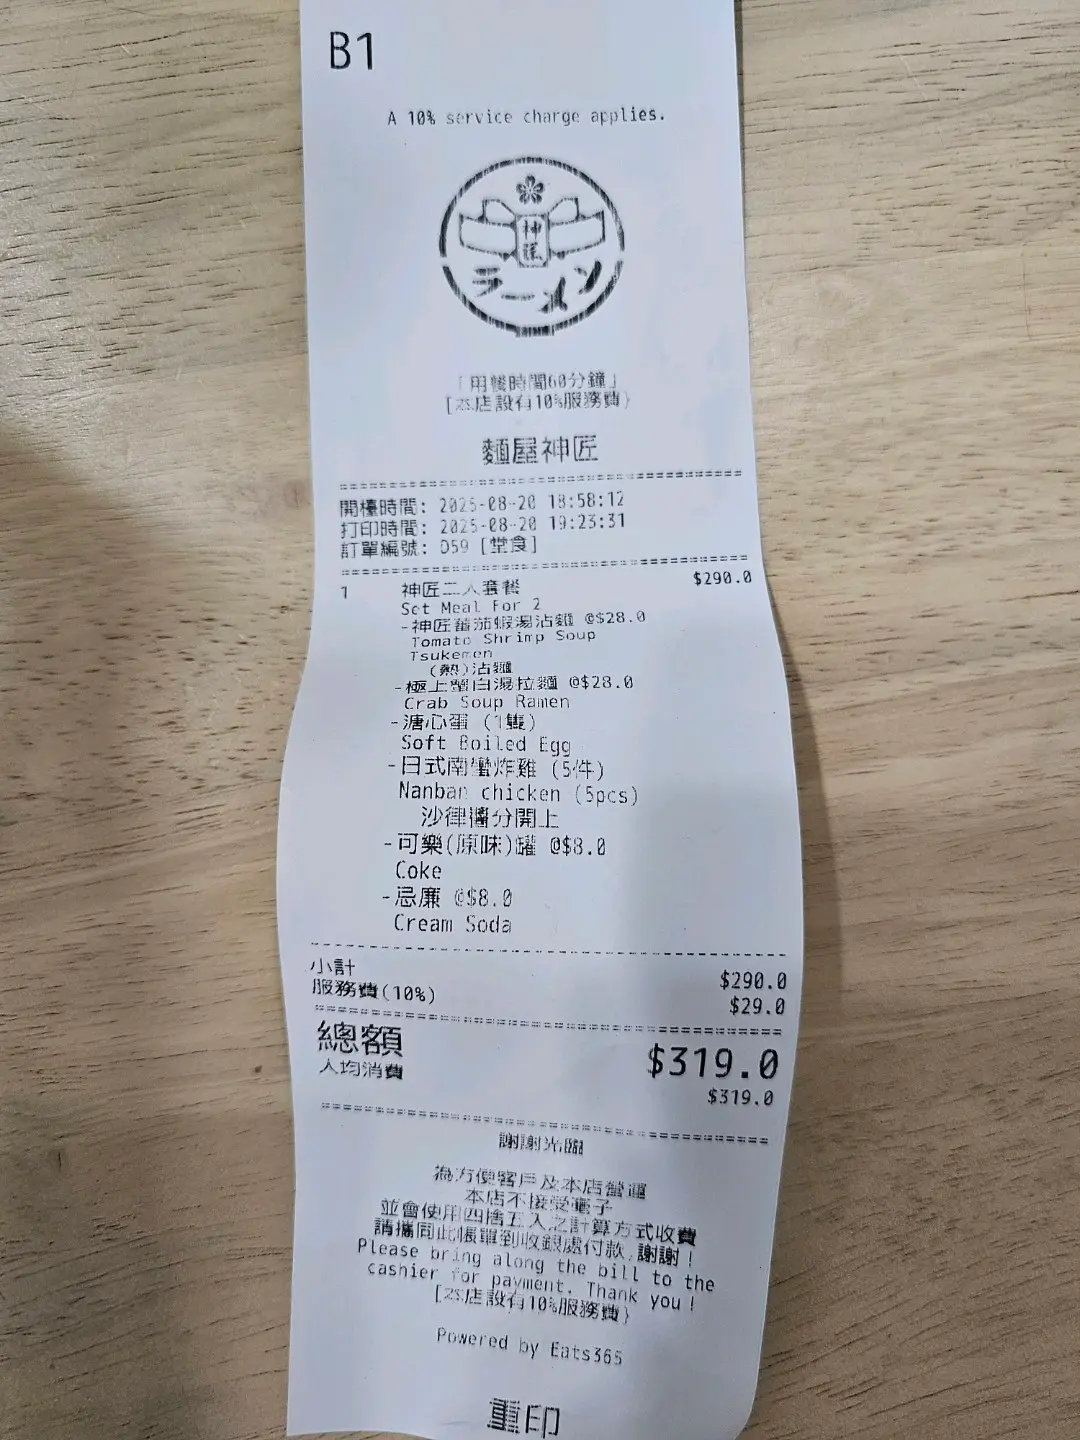 B1
A 10% service charge applies.
神匠
ラーメン
「用餐時間60分鐘」
[本店設有10%服務費}
麵屋神匠
開檯時間: 2025-08-20 18:58:12
打印時間: 2025-08-20 19:23:31
訂單編號: D59 [堂食]
1 神匠二人套餐 $290.0
Set Meal For 2
-神匠蕃茄蝦湯沾麵 @$28.0
Tomato Shrimp Soup
Tsukemen
(熱)沾麵
-極上蟹白湯拉麵 @$28.0
Crab Soup Ramen
-溏心蛋 (1隻)
Soft Boiled Egg
-日式南蠻炸雞 (5件)
Nanban chicken (5pcs)
沙律醬分開上
-可樂(原味)罐 @$8.0
Coke
-忌廉 @$8.0
Cream Soda
小計 $290.0
服務費(10%) $29.0
總額 $319.0
人均消費 $319.0
謝謝光臨
為方便客戶及本店營運
本店不接受毫子
並會使用四捨五入之計算方式收費
請攜同此帳單到收銀處付款,謝謝!
Please bring along the bill to the
cashier for payment. Thank you!
[本店設有10%服務費}
Powered by Eats365
重印